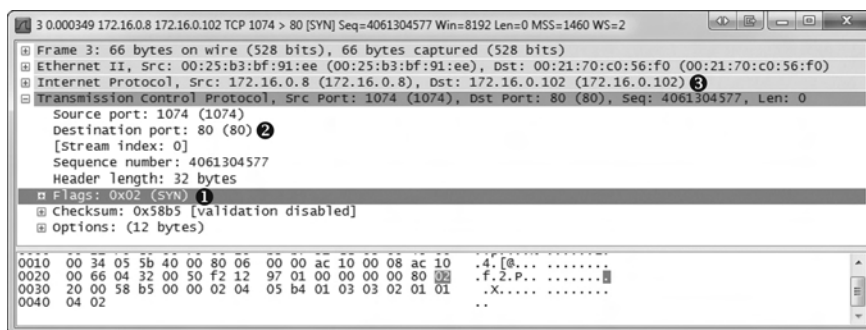 3 0.000349 172.16.0.8 172.16.0.102 TCP 1074 > 80 [SYN] Seq=4061304577 Win=8192 Len=0 MSS=1460 WS=2
Frame 3: 66 bytes on wire (528 bits), 66 bytes captured (528 bits)
Ethernet II, Src: 00:25:b3:bf:91:ee (00:25:b3:bf:91:ee), Dst: 00:21:70:c0:56:f0 (00:21:70:c0:56:f0)
Internet Protocol, Src: 172.16.0.8 (172.16.0.8), Dst: 172.16.0.102 (172.16.0.102) ❸
Transmission Control Protocol, Src Port: 1074 (1074), Dst Port: 80 (80), Seq: 4061304577, Len: 0
Source port: 1074 (1074)
Destination port: 80 (80) ❷
[Stream index: 0]
Sequence number: 4061304577
Header length: 32 bytes
Flags: 0x02 (SYN) ❶
Checksum: 0x58b5 [validation disabled]
Options: (12 bytes)
0010 00 34 05 5b 40 00 80 06 00 00 ac 10 00 08 ac 10 .4.[@... ........
0020 00 66 04 32 00 50 f2 12 97 01 00 00 00 00 80 02 .f.2.P.. ........
0030 20 00 58 b5 00 00 02 04 05 b4 01 03 03 02 01 01 .X..... ........
0040 04 02 ..